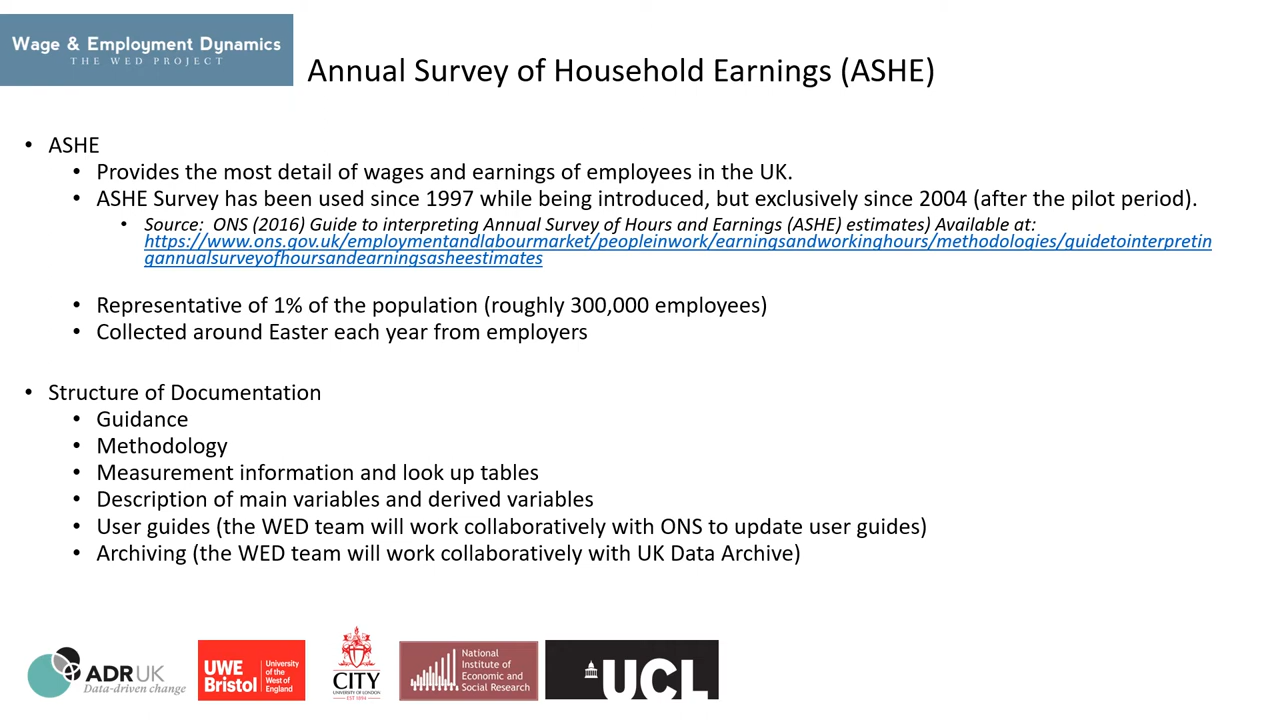 Wage & Employment Dynamics
THE WED PROJECT
Annual Survey of Household Earnings (ASHE)
• ASHE
• Provides the most detail of wages and earnings of employees in the UK.
• ASHE Survey has been used since 1997 while being introduced, but exclusively since 2004 (after the pilot period).
• Source: ONS (2016) Guide to interpreting Annual Survey of Hours and Earnings (ASHE) estimates) Available at:
https://www.ons.gov.uk/employmentandlabourmarket/peopleinwork/earningsandworkinghours/methodologies/guidetointerpretin
gannualsurveyofhoursandearningsasheestimates
• Representative of 1% of the population (roughly 300,000 employees)
• Collected around Easter each year from employers
• Structure of Documentation
• Guidance
• Methodology
• Measurement information and look up tables
• Description of main variables and derived variables
• User guides (the WED team will work collaboratively with ONS to update user guides)
• Archiving (the WED team will work collaboratively with UK Data Archive)
ADR UK
Data-driven change
UWE
Bristol
University
of the
West of
England
CITY
UNIVERSITY OF LONDON
EST 1894
National
Institute of
Economic and
Social Research
UCL